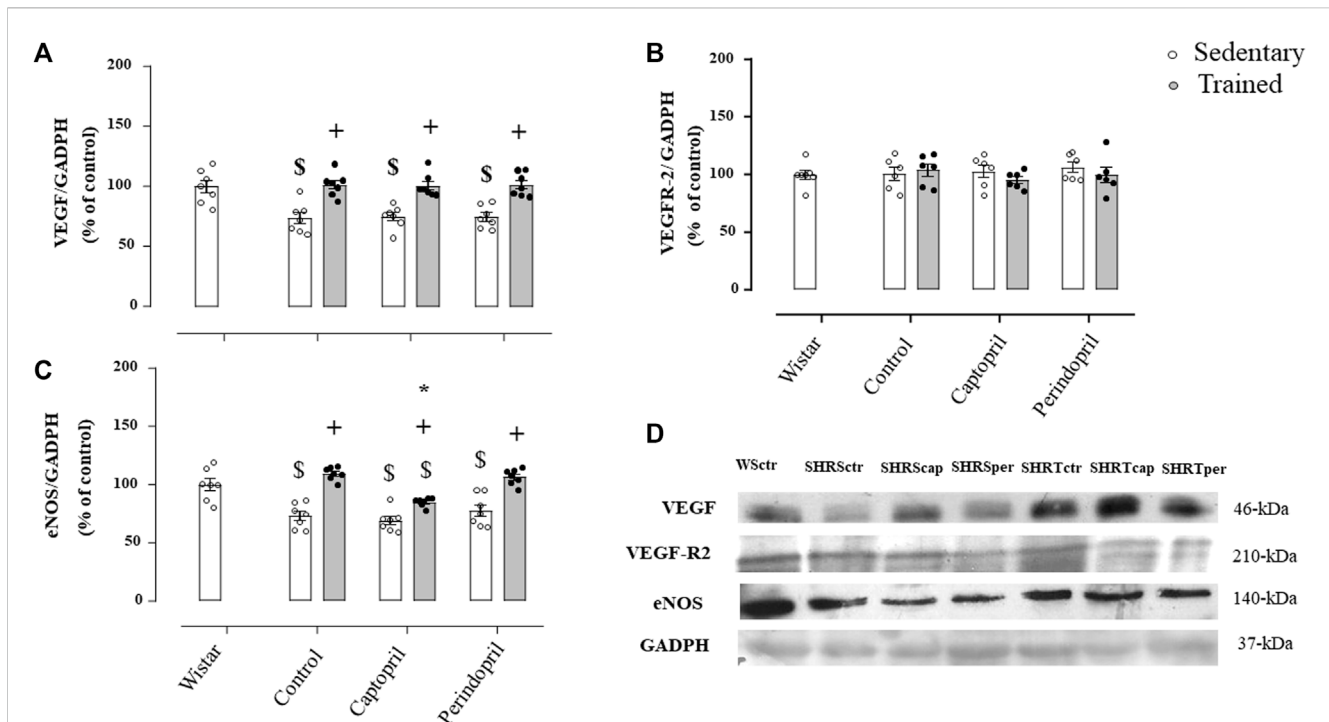 A
VEGF/GADPH
(% of control)
200
150
100
50
0
$
+
$
+
$
+
B
VEGFR-2/ GADPH
(% of control)
200
150
100
50
0
Wistar
Control
Captopril
Perindopril
Sedentary
Trained
C
eNOS/GADPH
(% of control)
200
150
100
50
0
$
+
$
*
+
$
$
+
Wistar
Control
Captopril
Perindopril
D
WSctr SHRSctr SHRScap SHRSper SHRTctr SHRTcap SHRTper
VEGF 46-kDa
VEGF-R2 210-kDa
eNOS 140-kDa
GADPH 37-kDa